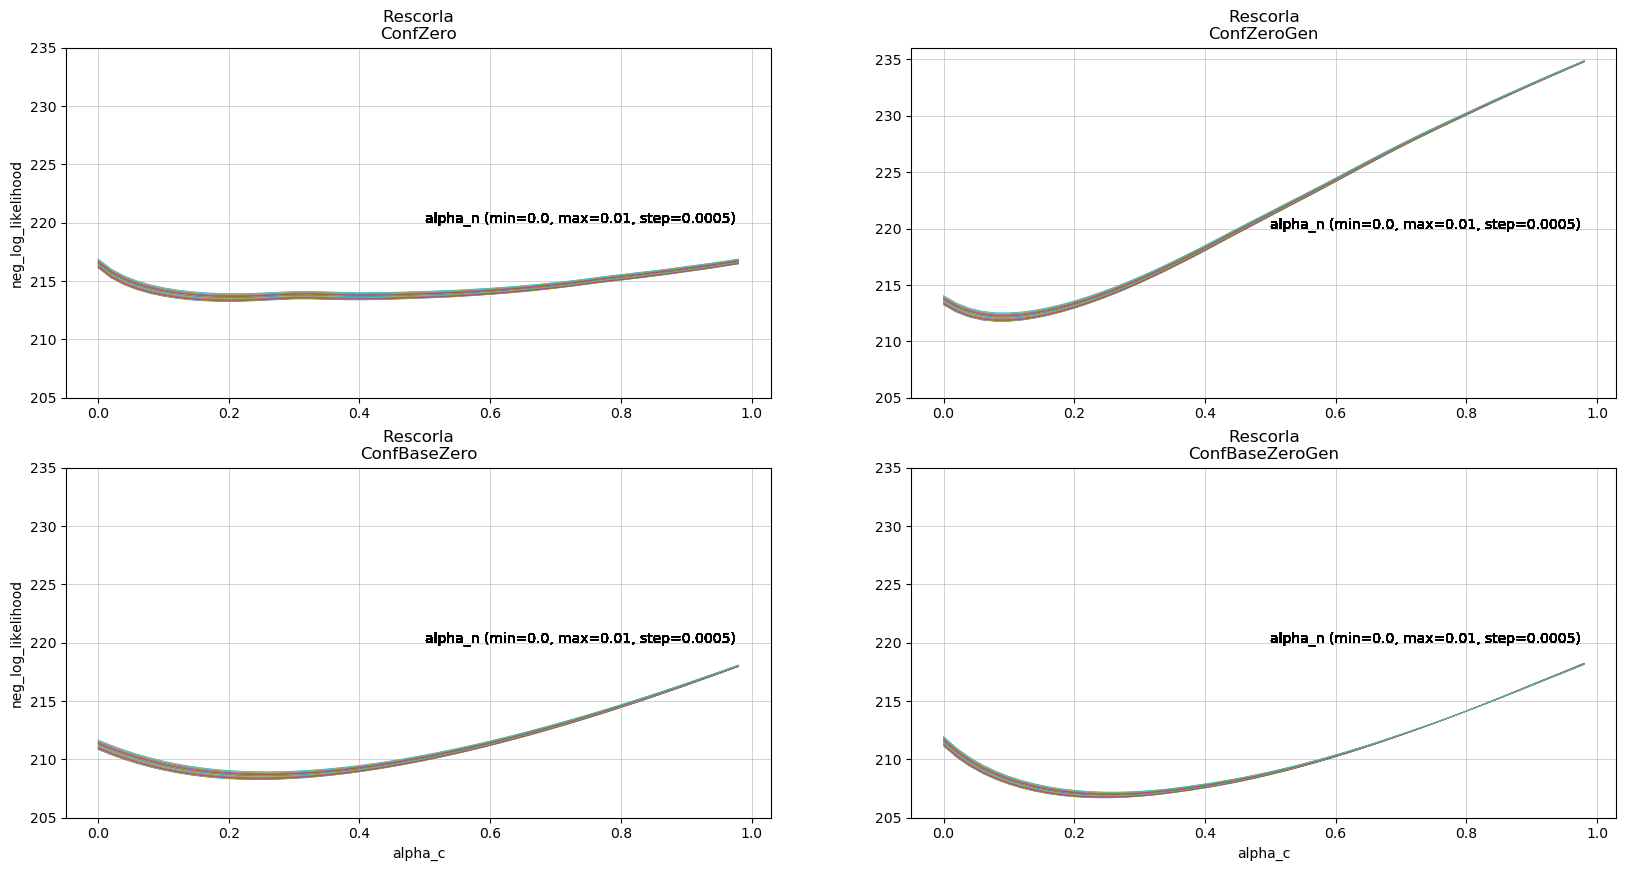 Rescorla
ConfZero
235
230
225
220
215
210
205
neg_log_likelihood
alpha_n (min=0.0, max=0.01, step=0.0005)
0.0 0.2 0.4 0.6 0.8 1.0
Rescorla
ConfZeroGen
235
230
225
220
215
210
205
alpha_n (min=0.0, max=0.01, step=0.0005)
0.0 0.2 0.4 0.6 0.8 1.0
Rescorla
ConfBaseZero
235
230
225
220
215
210
205
neg_log_likelihood
alpha_n (min=0.0, max=0.01, step=0.0005)
0.0 0.2 0.4 0.6 0.8 1.0
alpha_c
Rescorla
ConfBaseZeroGen
235
230
225
220
215
210
205
alpha_n (min=0.0, max=0.01, step=0.0005)
0.0 0.2 0.4 0.6 0.8 1.0
alpha_c